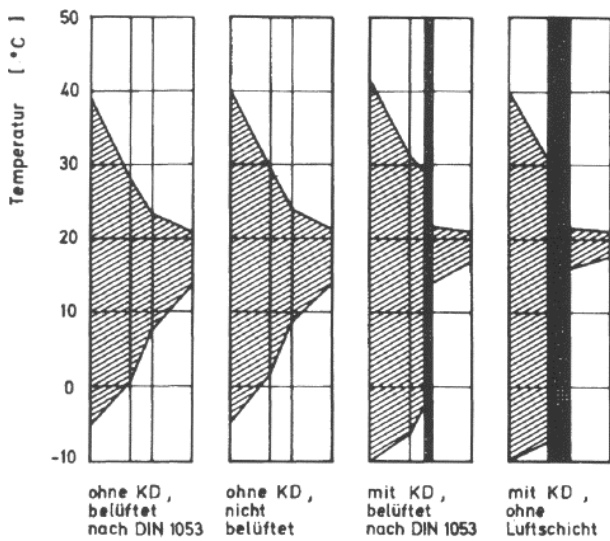 50
40
30
20
10
0
-10
Temperatur [°C]
ohne KD,
belüftet
nach DIN 1053
ohne KD,
nicht
belüftet
mit KD,
belüftet
nach DIN 1053
mit KD,
ohne
Luftschicht